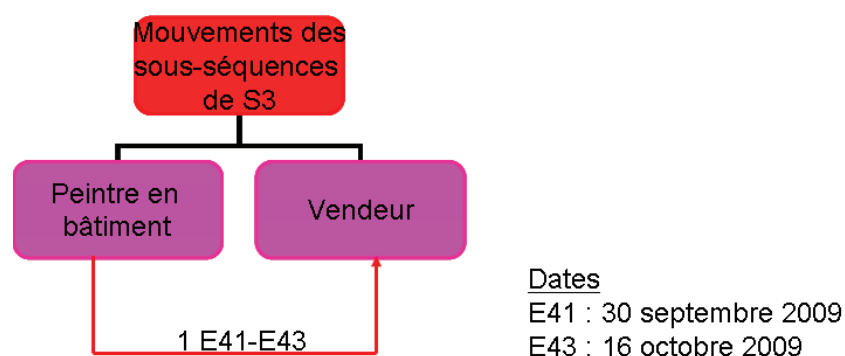 Mouvements des
sous-séquences
de S3
Peintre en
bâtiment
Vendeur
1 E41-E43
Dates
E41 : 30 septembre 2009
E43 : 16 octobre 2009